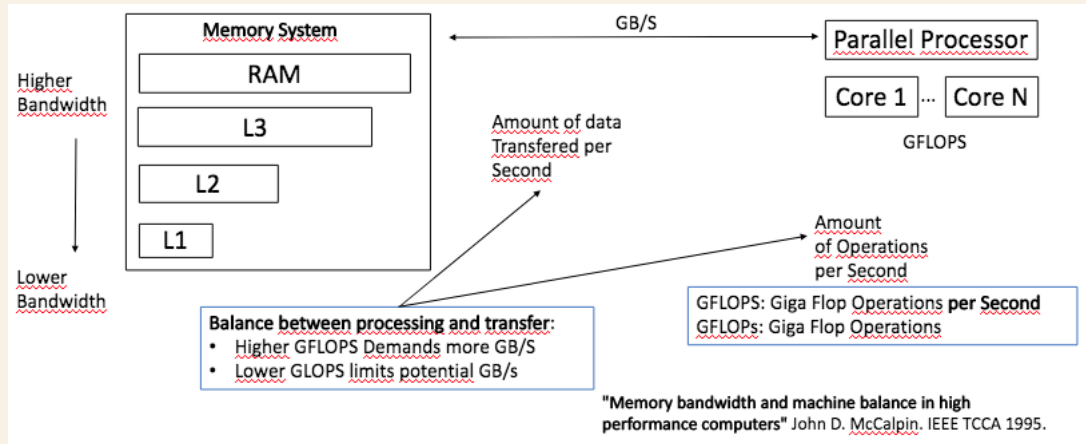 Memory System
RAM
L3
L2
L1
Higher
Bandwidth
Lower
Bandwidth
GB/S
Parallel Processor
Core 1 ... Core N
GFLOPS
Amount of data
Transfered per
Second
Amount
of Operations
per Second
Balance between processing and transfer:
• Higher GFLOPS Demands more GB/S
• Lower GLOPS limits potential GB/s
GFLOPS: Giga Flop Operations per Second
GFLOPs: Giga Flop Operations
"Memory bandwidth and machine balance in high
performance computers" John D. McCalpin. IEEE TCCA 1995.